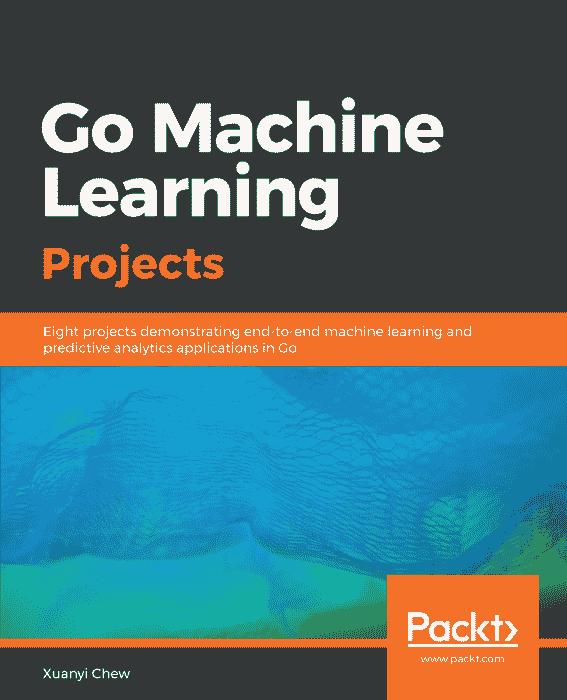 Go Machine
Learning
Projects
Eight projects demonstrating end-to-end machine learning and
predictive analytics applications in Go
Packt>
www.packt.com
Xuanyi Chew